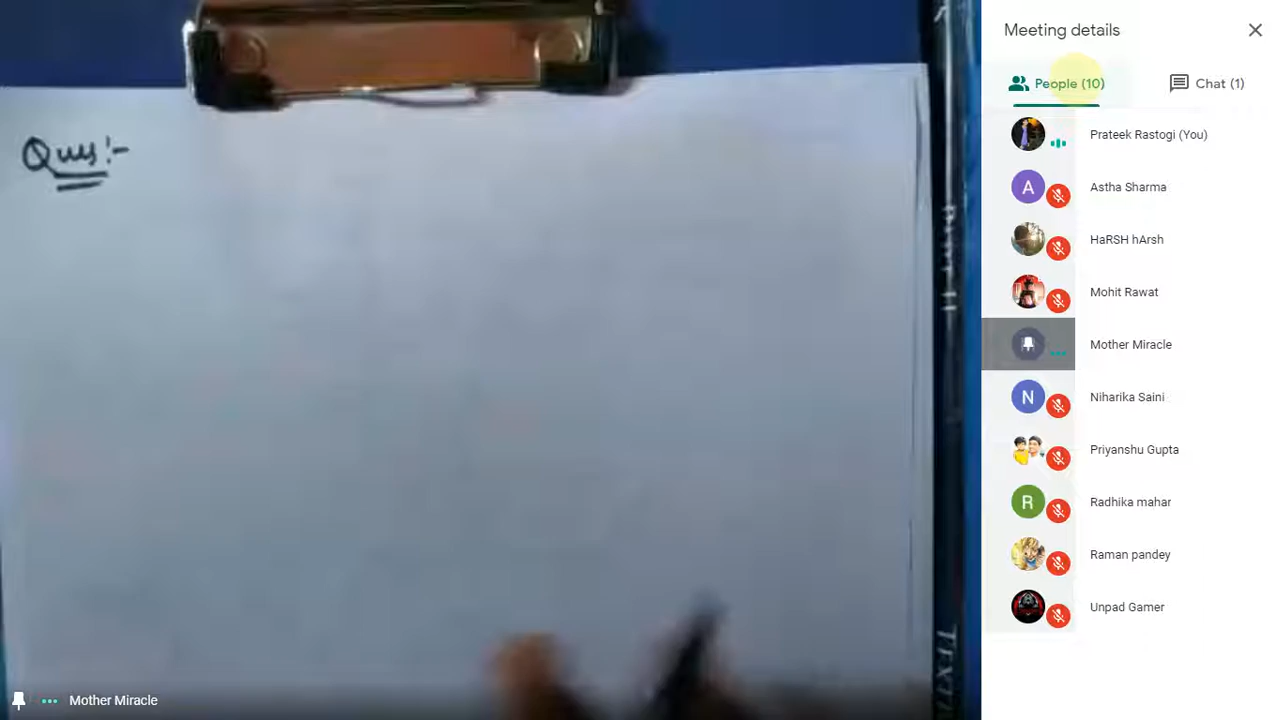 Ques:-
Meeting details
People (10)
Chat (1)
Prateek Rastogi (You)
A
Astha Sharma
HaRSH hArsh
Mohit Rawat
Mother Miracle
N
Niharika Saini
Priyanshu Gupta
R
Radhika mahar
Raman pandey
Unpad Gamer
Mother Miracle